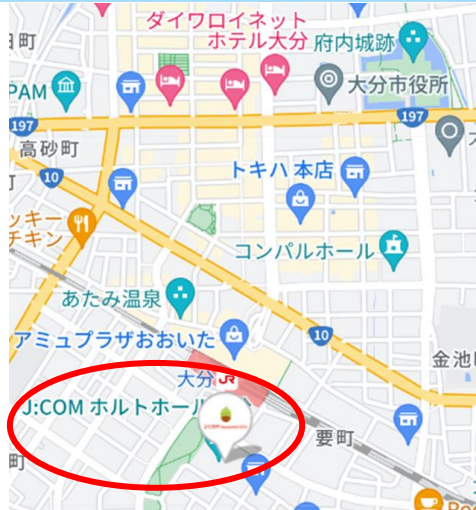 ダイワロイネット
ホテル大分
府内城跡
町
PAM
大分市役所
197
197
高砂町
10
トキハ 本店
ッキー
チキン
コンパルホール
あたみ温泉
アミュプラザおおいた
10
金池
大分
JR
J:COM ホルトホール
要町
町